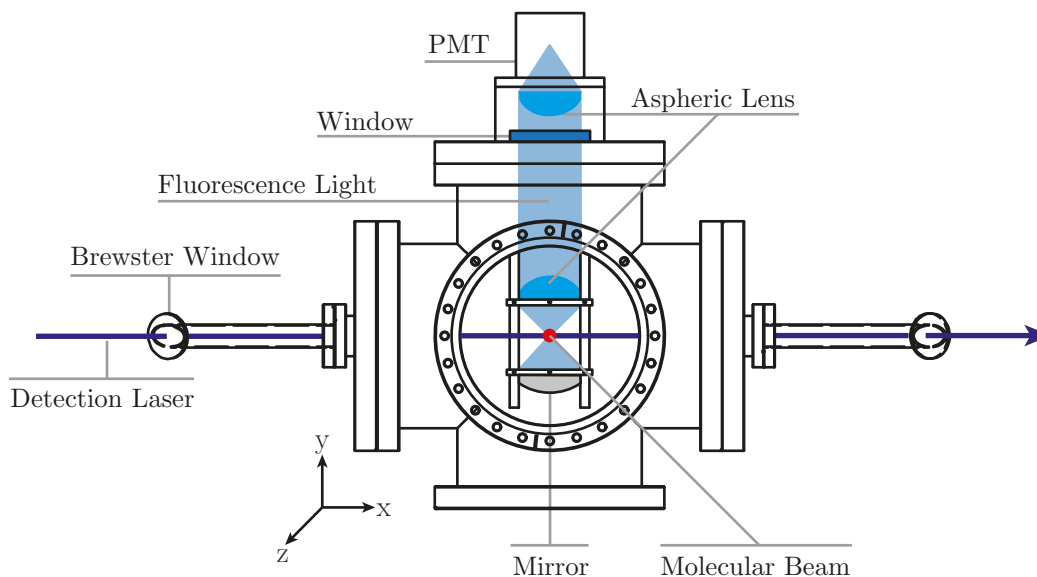 PMT
Aspheric Lens
Window
Fluorescence Light
Brewster Window
Detection Laser
y
x
z
Mirror
Molecular Beam